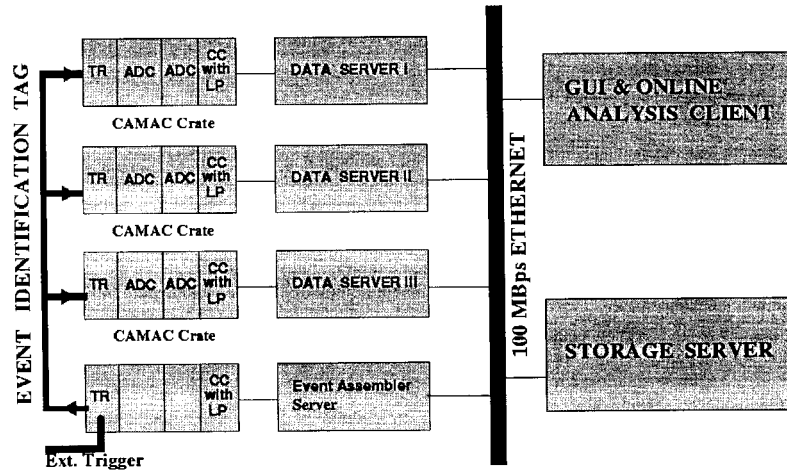 EVENT IDENTIFICATION TAG
TR
ADC
ADC
CC
with
LP
CAMAC Crate
DATA SERVER I
TR
ADC
ADC
CC
with
LP
CAMAC Crate
DATA SERVER II
TR
ADC
ADC
CC
with
LP
CAMAC Crate
DATA SERVER III
TR
CC
with
LP
Event Assembler
Server
Ext. Trigger
100 MBps ETHERNET
GUI & ONLINE
ANALYSIS CLIENT
STORAGE SERVER